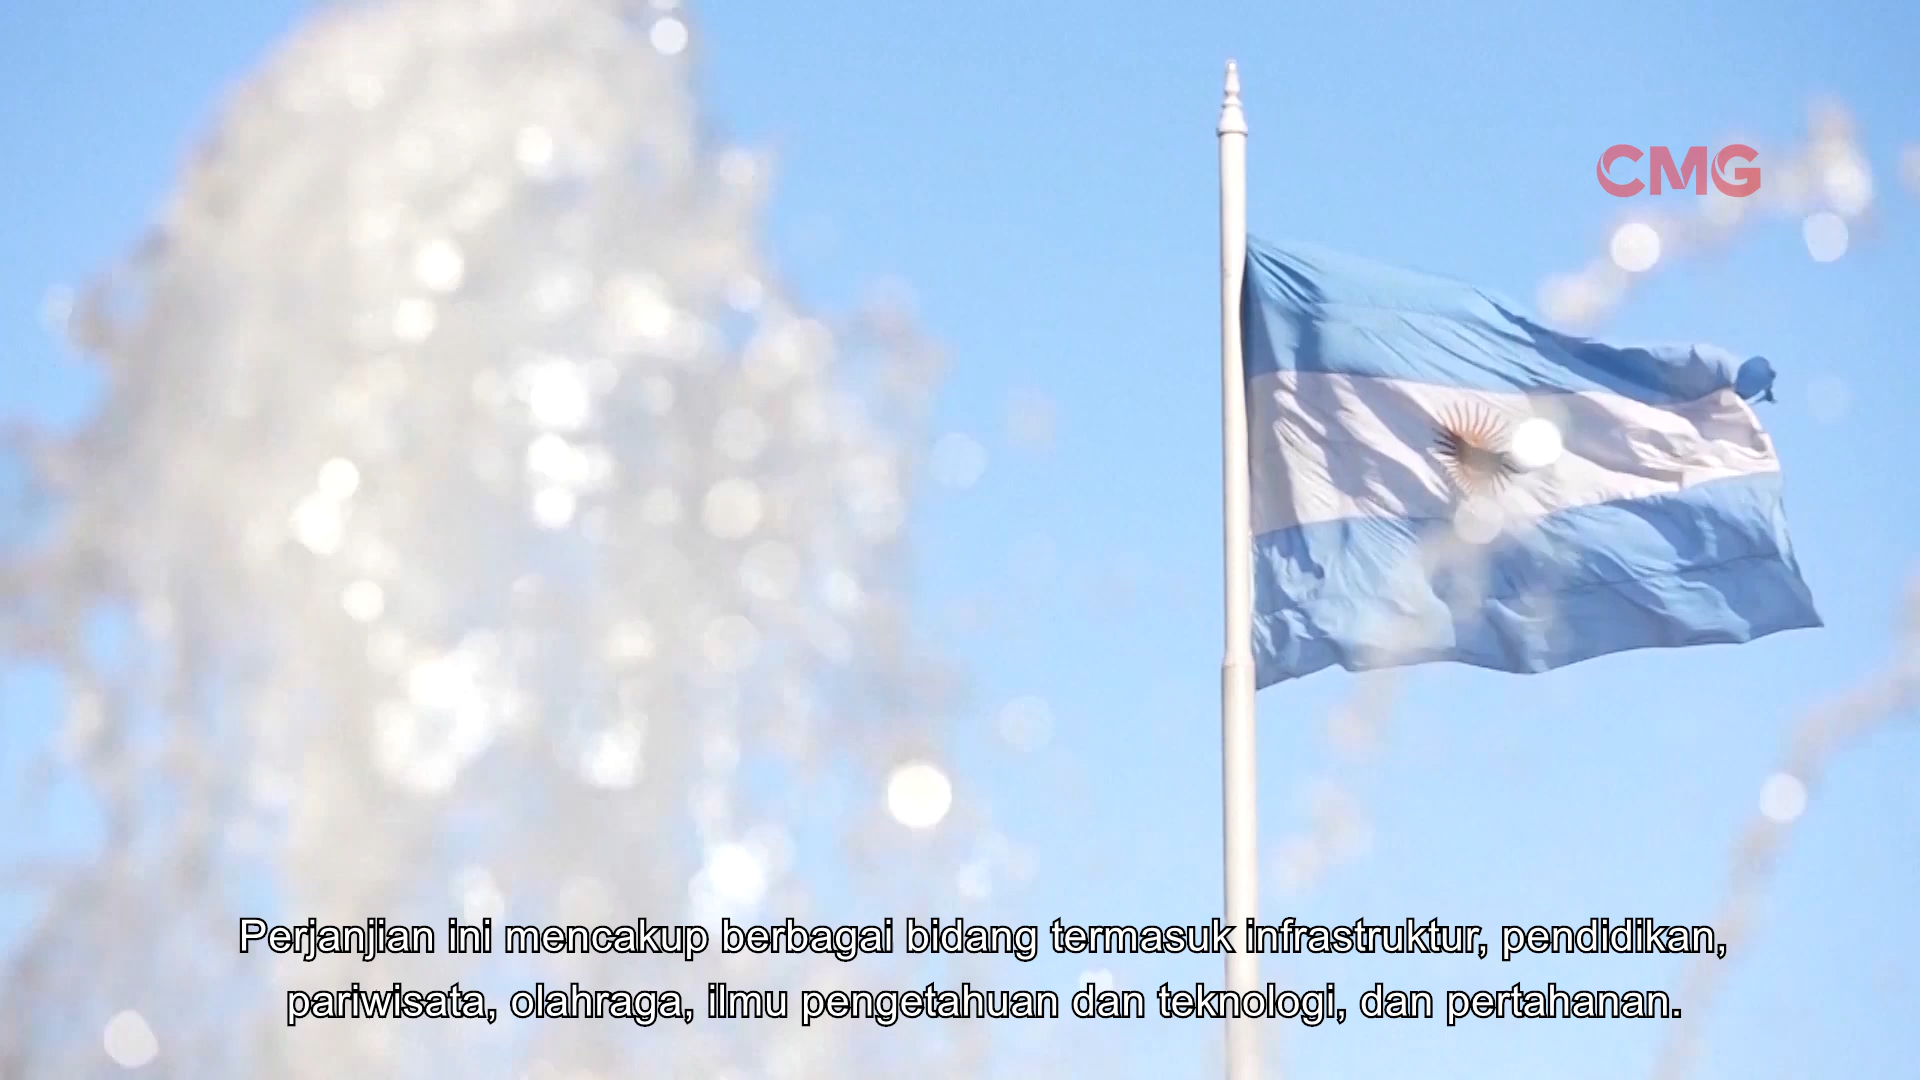 CMG
Perjanjian ini mencakup berbagai bidang termasuk infrastruktur, pendidikan,
pariwisata, olahraga, ilmu pengetahuan dan teknologi, dan pertahanan.